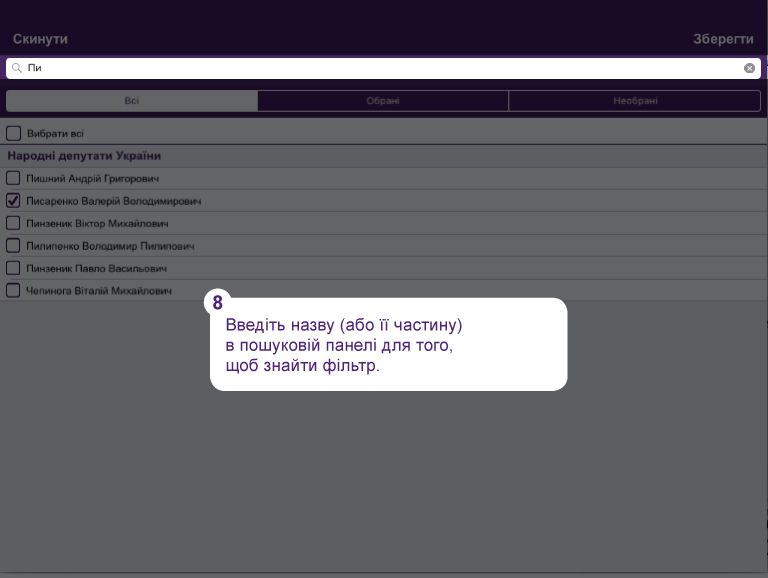 Скинути
Зберегти
Пи
Всі
Обрані
Необрані
Вибрати всі
Народні депутати України
Пишний Андрій Григорович
Писаренко Валерій Володимирович
Пинзеник Віктор Михайлович
Пилипенко Володимир Пилипович
Пинзеник Павло Васильович
Чепинога Віталій Михайлович
8
Введіть назву (або її частину)
в пошуковій панелі для того,
щоб знайти фільтр.